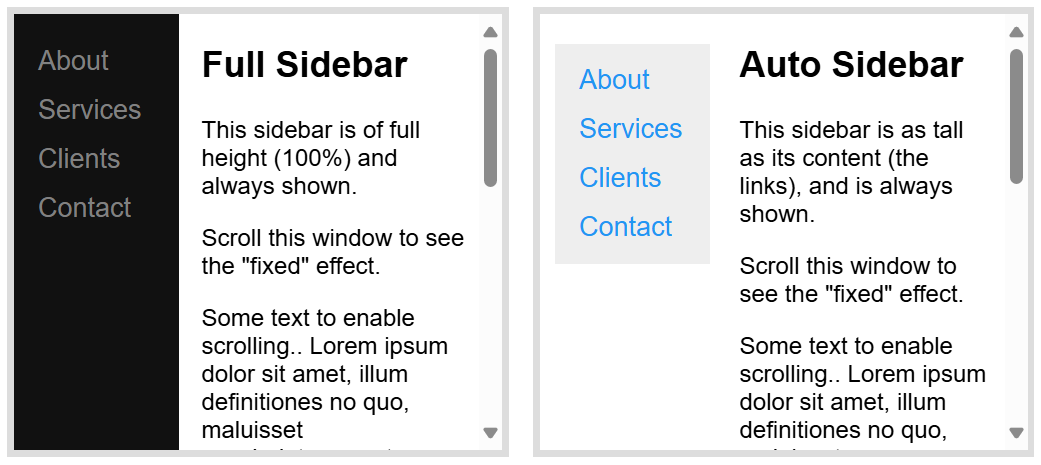 About
Services
Clients
Contact
Full Sidebar
This sidebar is of full
height (100%) and
always shown.
Scroll this window to see
the "fixed" effect.
Some text to enable
scrolling.. Lorem ipsum
dolor sit amet, illum
definitiones no quo,
maluisset
About
Services
Clients
Contact
Auto Sidebar
This sidebar is as tall
as its content (the
links), and is always
shown.
Scroll this window to
see the "fixed" effect.
Some text to enable
scrolling.. Lorem ipsum
dolor sit amet, illum
definitiones no quo,